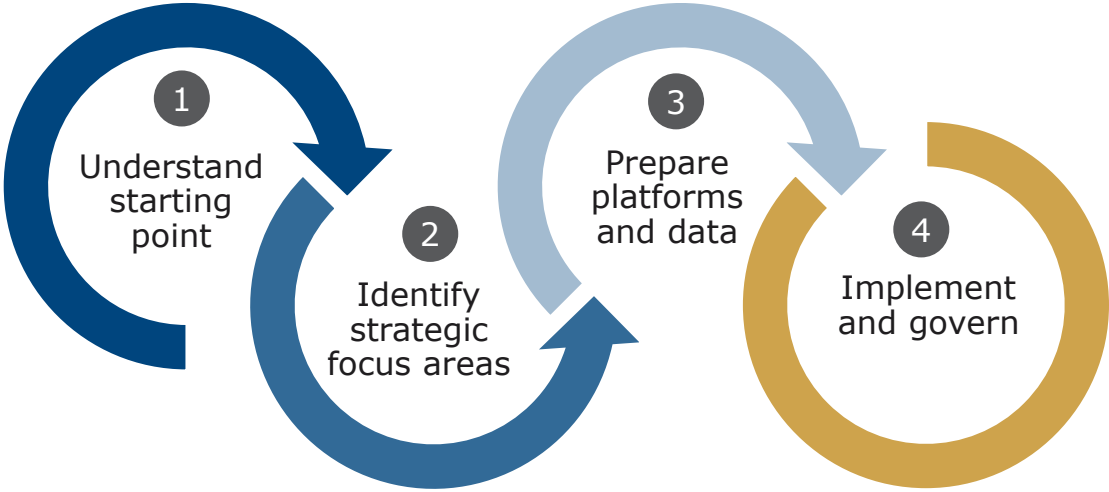 1
Understand
starting
point
2
Identify
strategic
focus areas
3
Prepare
platforms
and data
4
Implement
and govern